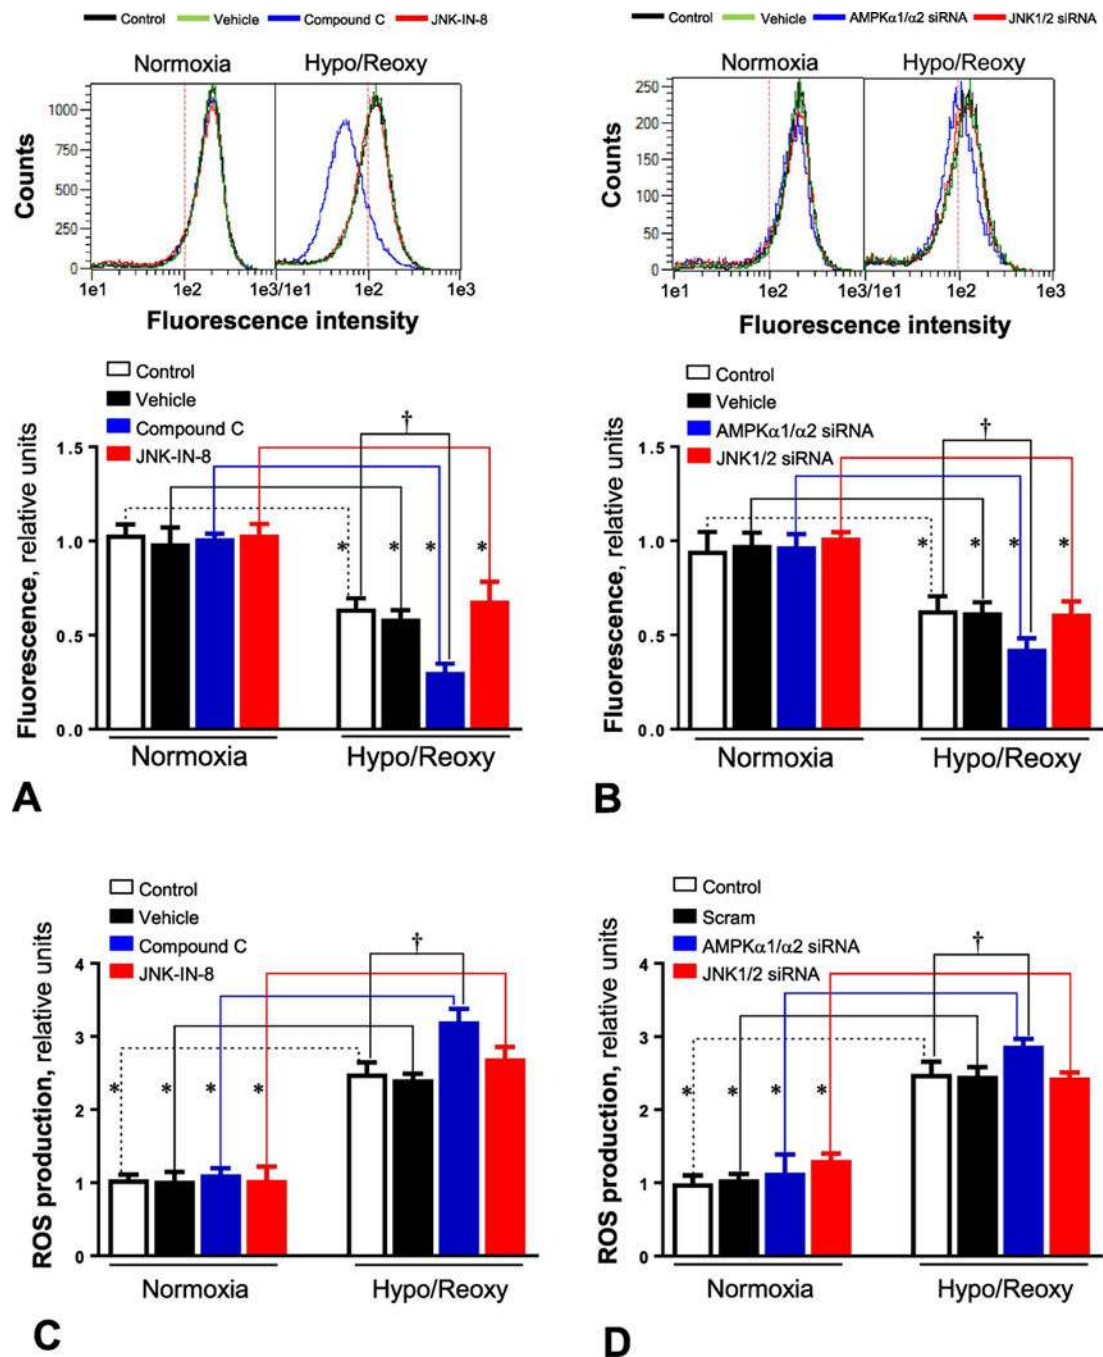 Control Vehicle Compound C JNK-IN-8
Normoxia Hypo/Reoxy
Counts
1000
750
500
250
0
1e1 1e2 1e3/1e1 1e2 1e3
Fluorescence intensity
Control Vehicle AMPKα1/α2 siRNA JNK1/2 siRNA
Normoxia Hypo/Reoxy
Counts
250
200
150
100
50
0
1e1 1e2 1e3/1e1 1e2 1e3
Fluorescence intensity
Control
Vehicle
Compound C
JNK-IN-8
†
Fluorescence, relative units
1.5
1.0
0.5
0.0
* * * *
Normoxia Hypo/Reoxy
A
Control
Vehicle
AMPKα1/α2 siRNA
JNK1/2 siRNA
†
Fluorescence, relative units
1.5
1.0
0.5
0.0
* * * *
Normoxia Hypo/Reoxy
B
Control
Vehicle
Compound C
JNK-IN-8
†
ROS production, relative units
4
3
2
1
0
* * * *
Normoxia Hypo/Reoxy
C
Control
Scram
AMPKα1/α2 siRNA
JNK1/2 siRNA
†
ROS production, relative units
4
3
2
1
0
* * * *
Normoxia Hypo/Reoxy
D